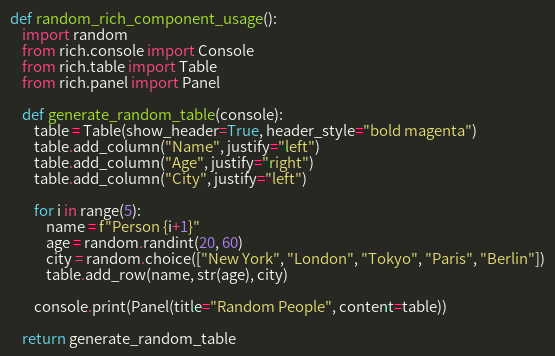 def random_rich_component_usage():
    import random
    from rich.console import Console
    from rich.table import Table
    from rich.panel import Panel

    def generate_random_table(console):
        table = Table(show_header=True, header_style="bold magenta")
        table.add_column("Name", justify="left")
        table.add_column("Age", justify="right")
        table.add_column("City", justify="left")

        for i in range(5):
            name = f"Person {i+1}"
            age = random.randint(20, 60)
            city = random.choice(["New York", "London", "Tokyo", "Paris", "Berlin"])
            table.add_row(name, str(age), city)

        console.print(Panel(title="Random People", content=table))

    return generate_random_table